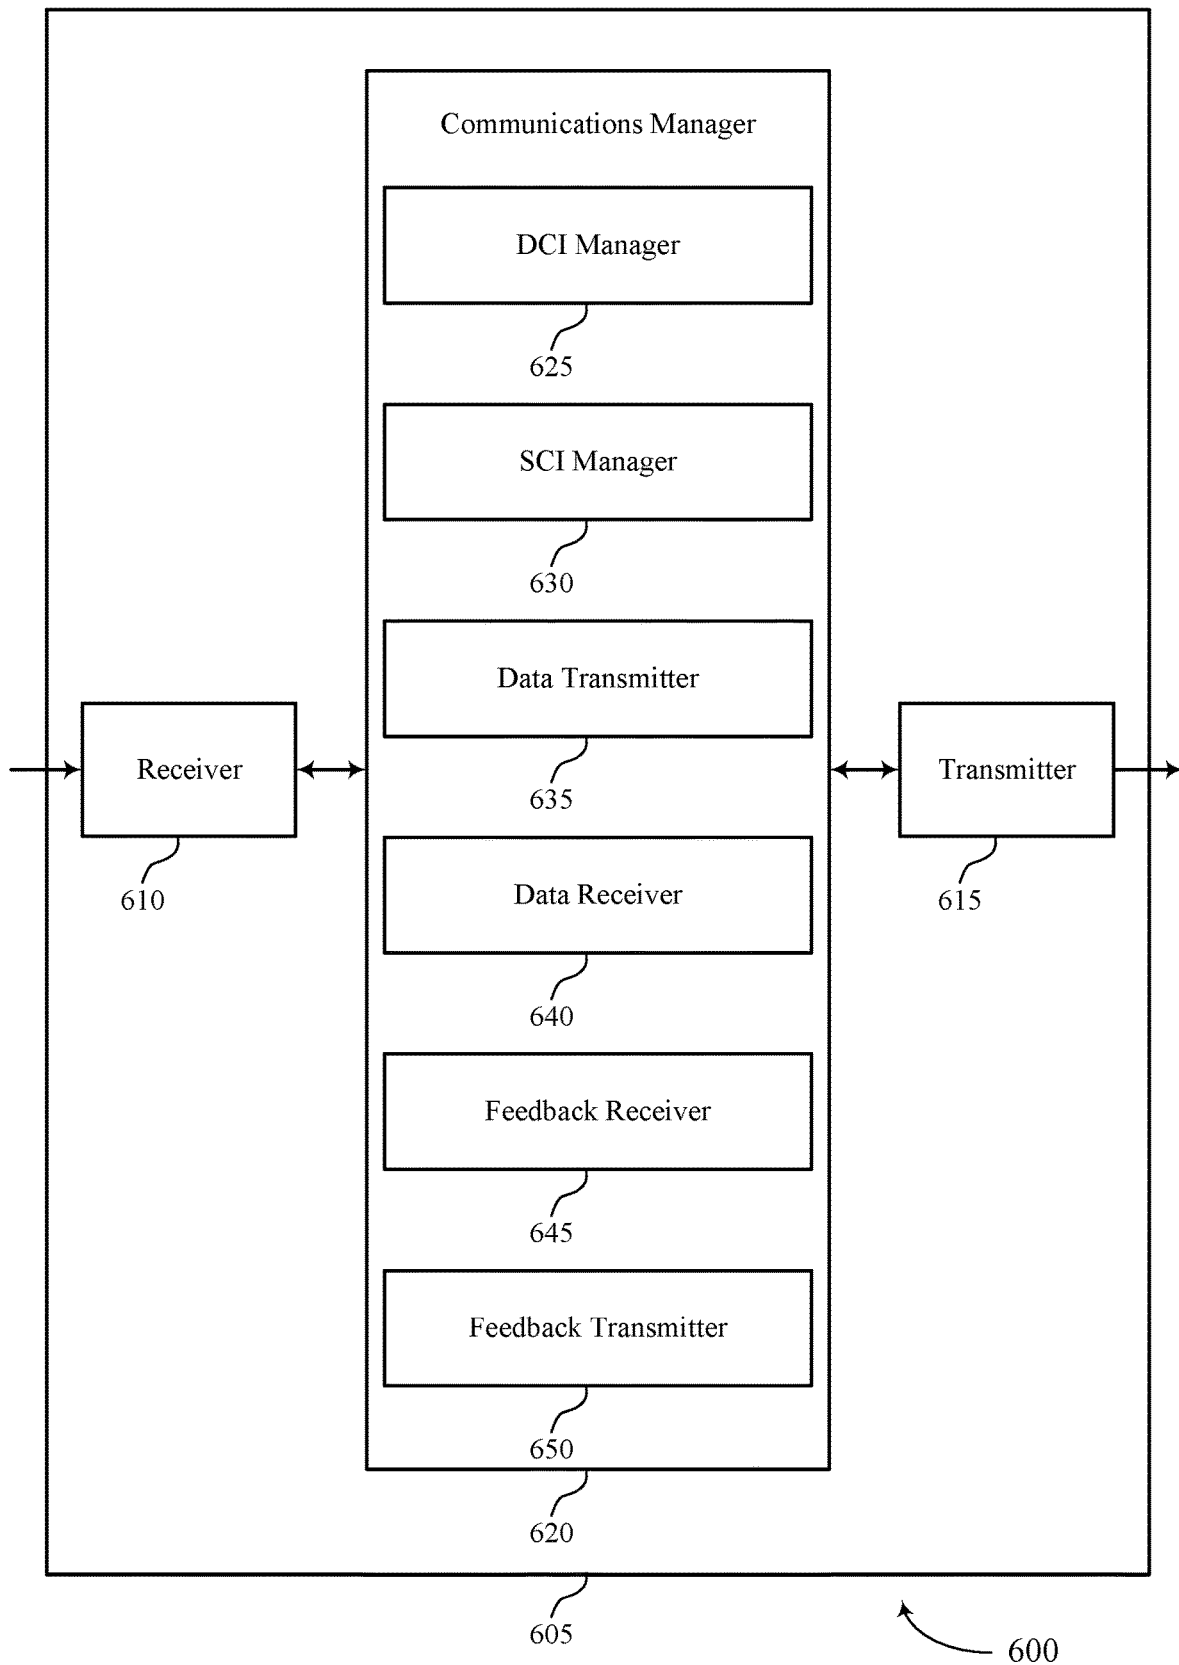 Communications Manager
DCI Manager
625
SCI Manager
630
Data Transmitter
635
Receiver
610
Transmitter
615
Data Receiver
640
Feedback Receiver
645
Feedback Transmitter
650
620
605
600